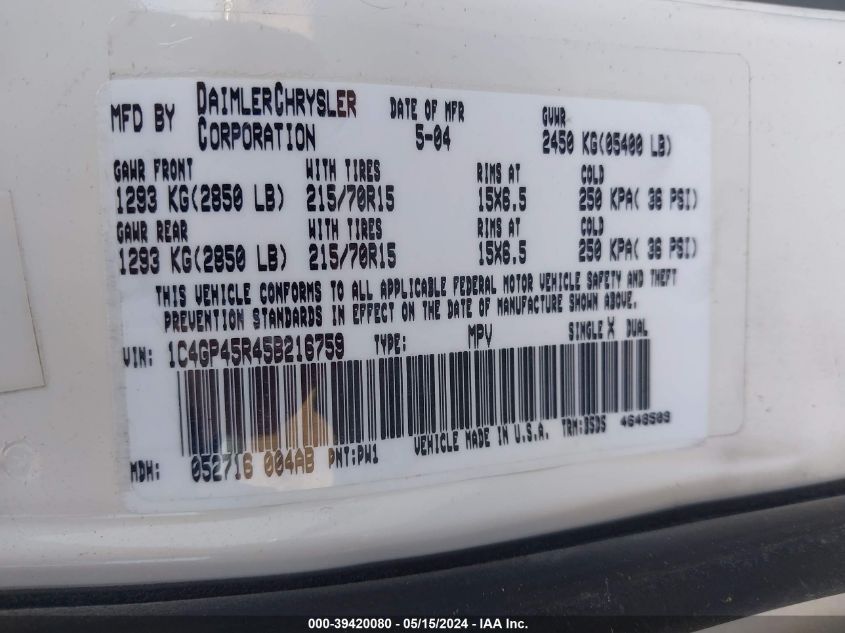 MFD BY DAIMLERCHRYSLER CORPORATION DATE OF MFR 5-04 GVWR 2450 KG(05400 LB)
GAWR FRONT WITH TIRES RIMS AT COLD
1293 KG(2850 LB) 215/70R15 15X6.5 250 KPA( 36 PSI)
GAWR REAR WITH TIRES RIMS AT COLD
1293 KG(2850 LB) 215/70R15 15X6.5 250 KPA( 36 PSI)
THIS VEHICLE CONFORMS TO ALL APPLICABLE FEDERAL MOTOR VEHICLE SAFETY AND THEFT
PREVENTION STANDARDS IN EFFECT ON THE DATE OF MANUFACTURE SHOWN ABOVE.
VIN: 1C4GP45R45B216759 TYPE: MPV SINGLE X DUAL
MDH: 052716 004AB PNT:PW1 VEHICLE MADE IN U.S.A. TRM:DSD5 4648509
000-39420080 - 05/15/2024 - IAA Inc.